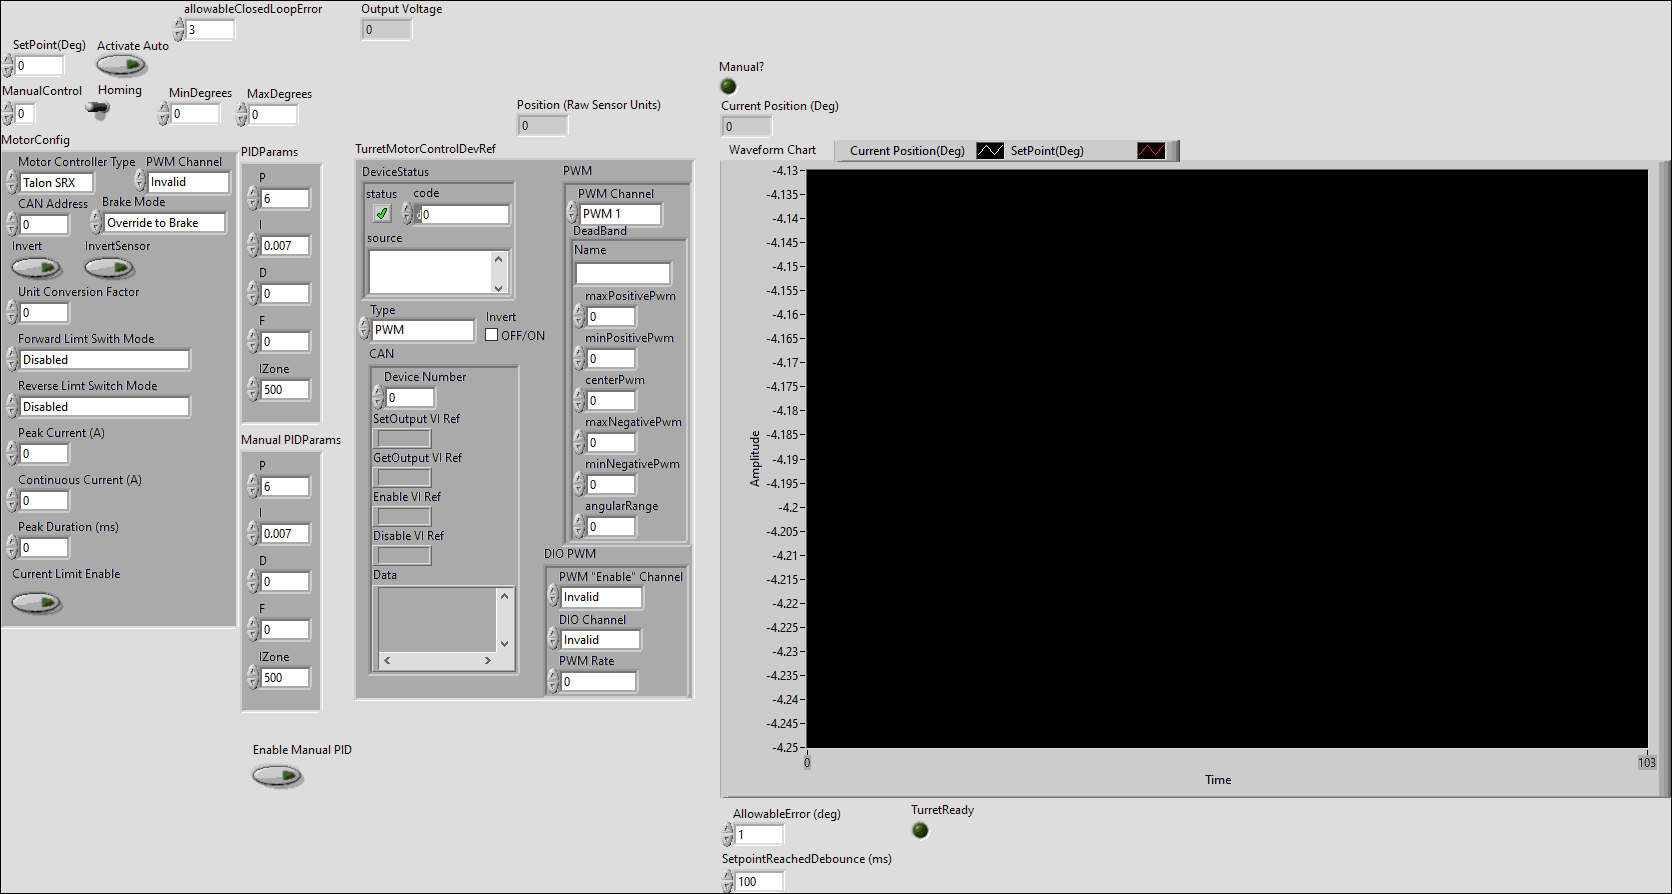 allowableClosedLoopError
3
Output Voltage
0
SetPoint(Deg)
0
Activate Auto
ManualControl
0
Homing
MinDegrees
0
MaxDegrees
0
MotorConfig
Motor Controller Type
Talon SRX
PWM Channel
Invalid
CAN Address
0
Brake Mode
Override to Brake
Invert
InvertSensor
Unit Conversion Factor
0
Forward Limt Swith Mode
Disabled
Reverse Limt Switch Mode
Disabled
Peak Current (A)
0
Continuous Current (A)
0
Peak Duration (ms)
0
Current Limit Enable
PIDParams
P
6
I
0.007
D
0
F
0
IZone
500
Manual PIDParams
P
6
I
0.007
D
0
F
0
IZone
500
Enable Manual PID
Position (Raw Sensor Units)
0
TurretMotorControlDevRef
DeviceStatus
status
code
d0
source
Type
PWM
Invert
OFF/ON
CAN
Device Number
0
SetOutput VI Ref
GetOutput VI Ref
Enable VI Ref
Disable VI Ref
Data
PWM
PWM Channel
PWM 1
DeadBand
Name
maxPositivePwm
0
minPositivePwm
0
centerPwm
0
maxNegativePwm
0
minNegativePwm
0
angularRange
0
DIO PWM
PWM "Enable" Channel
Invalid
DIO Channel
Invalid
PWM Rate
0
Manual?
Current Position (Deg)
0
Waveform Chart
Current Position(Deg)
SetPoint(Deg)
-4.13
-4.135
-4.14
-4.145
-4.15
-4.155
-4.16
-4.165
-4.17
-4.175
-4.18
-4.185
-4.19
-4.195
-4.2
-4.205
-4.21
-4.215
-4.22
-4.225
-4.23
-4.235
-4.24
-4.245
-4.25
Amplitude
0
103
Time
AllowableError (deg)
1
TurretReady
SetpointReachedDebounce (ms)
100